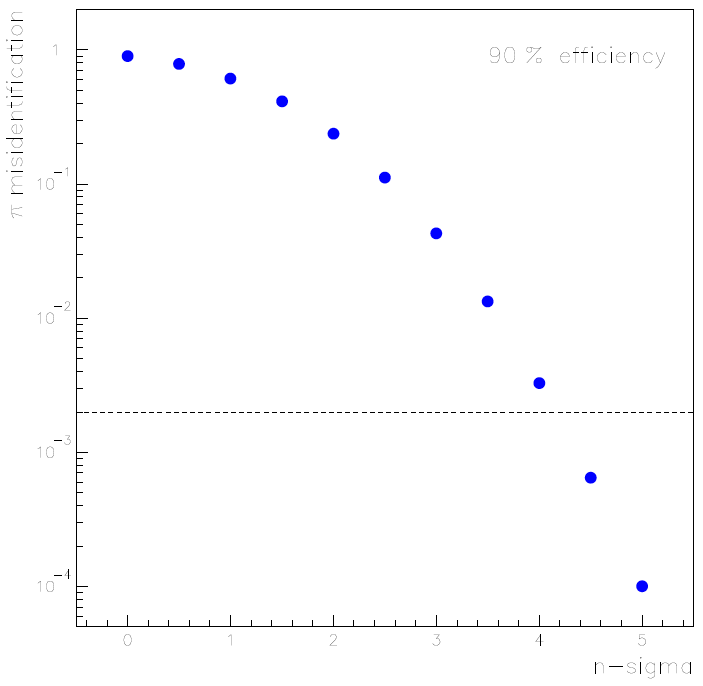 π misidentification
90 % efficiency
1
10⁻¹
10⁻²
10⁻³
10⁻⁴
0 1 2 3 4 5
n-sigma